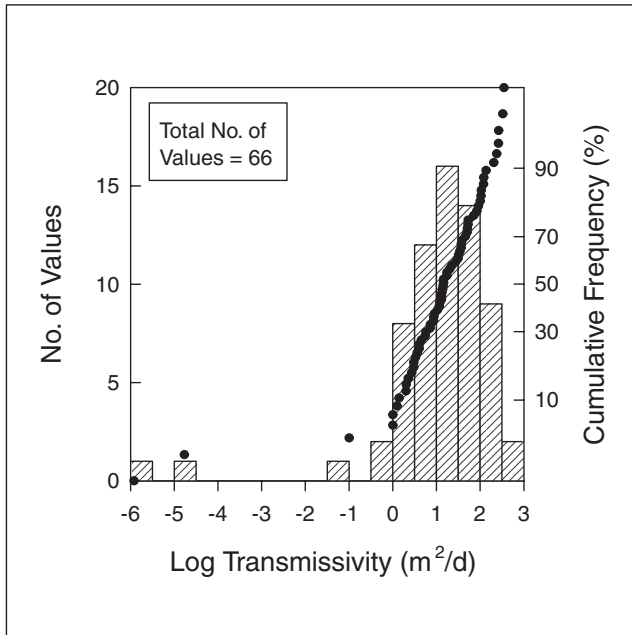 Total No. of
Values = 66
No. of Values
20
15
10
5
0
Cumulative Frequency (%)
90
70
50
30
10
-6 -5 -4 -3 -2 -1 0 1 2 3
Log Transmissivity (m²/d)